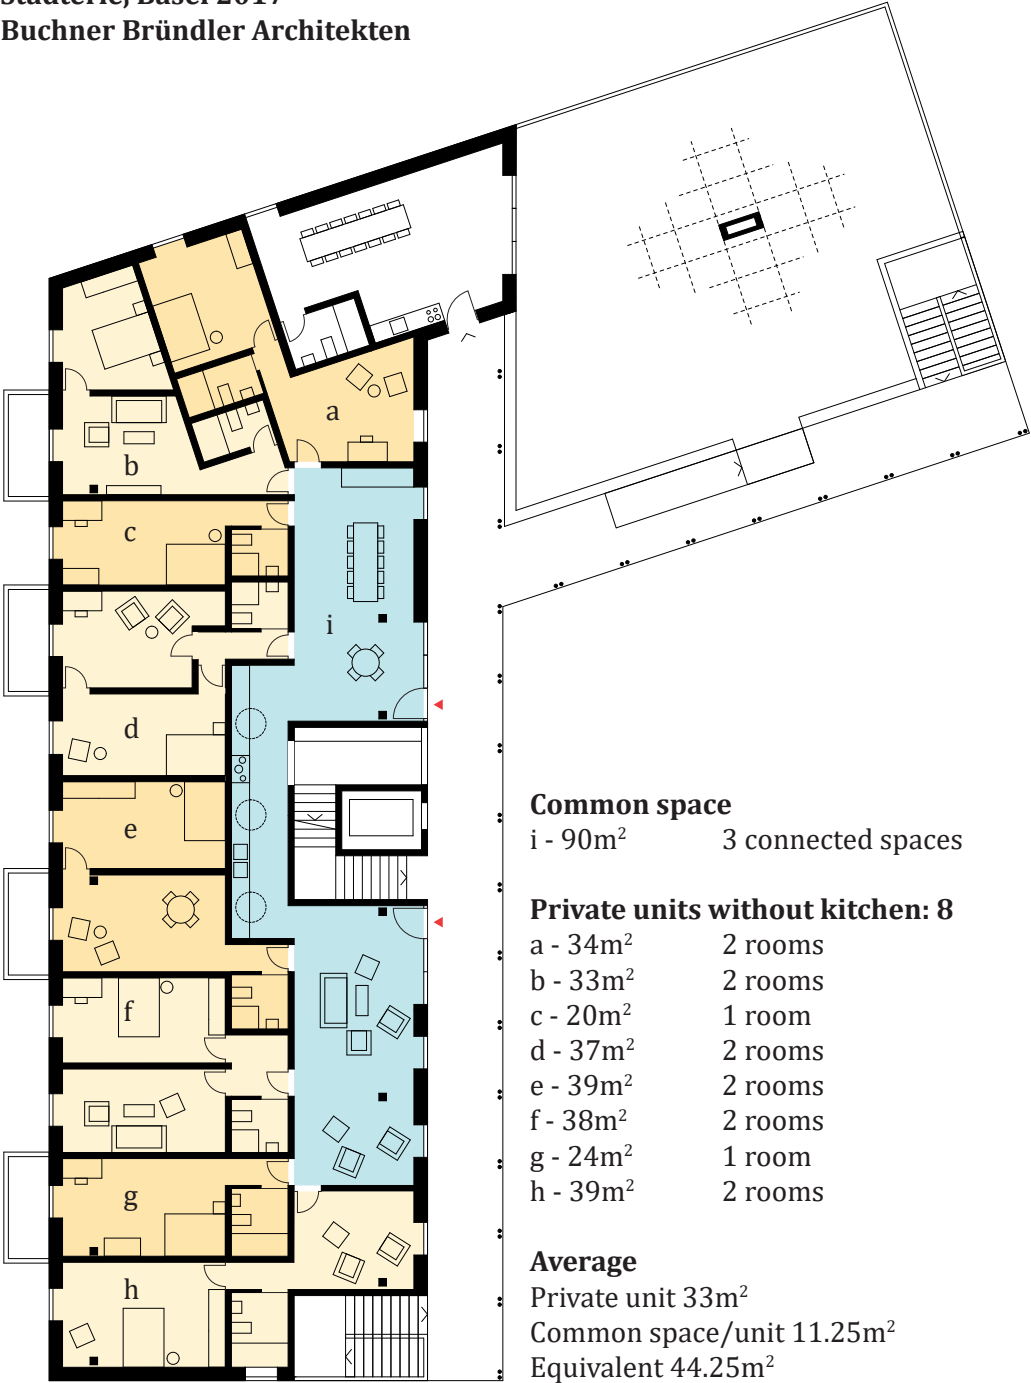 Buchner Bründler Architekten
a
b
c
i
d
e
f
g
h
Common space
i - 90m² 3 connected spaces
Private units without kitchen: 8
a - 34m² 2 rooms
b - 33m² 2 rooms
c - 20m² 1 room
d - 37m² 2 rooms
e - 39m² 2 rooms
f - 38m² 2 rooms
g - 24m² 1 room
h - 39m² 2 rooms
Average
Private unit 33m²
Common space/unit 11.25m²
Equivalent 44.25m²